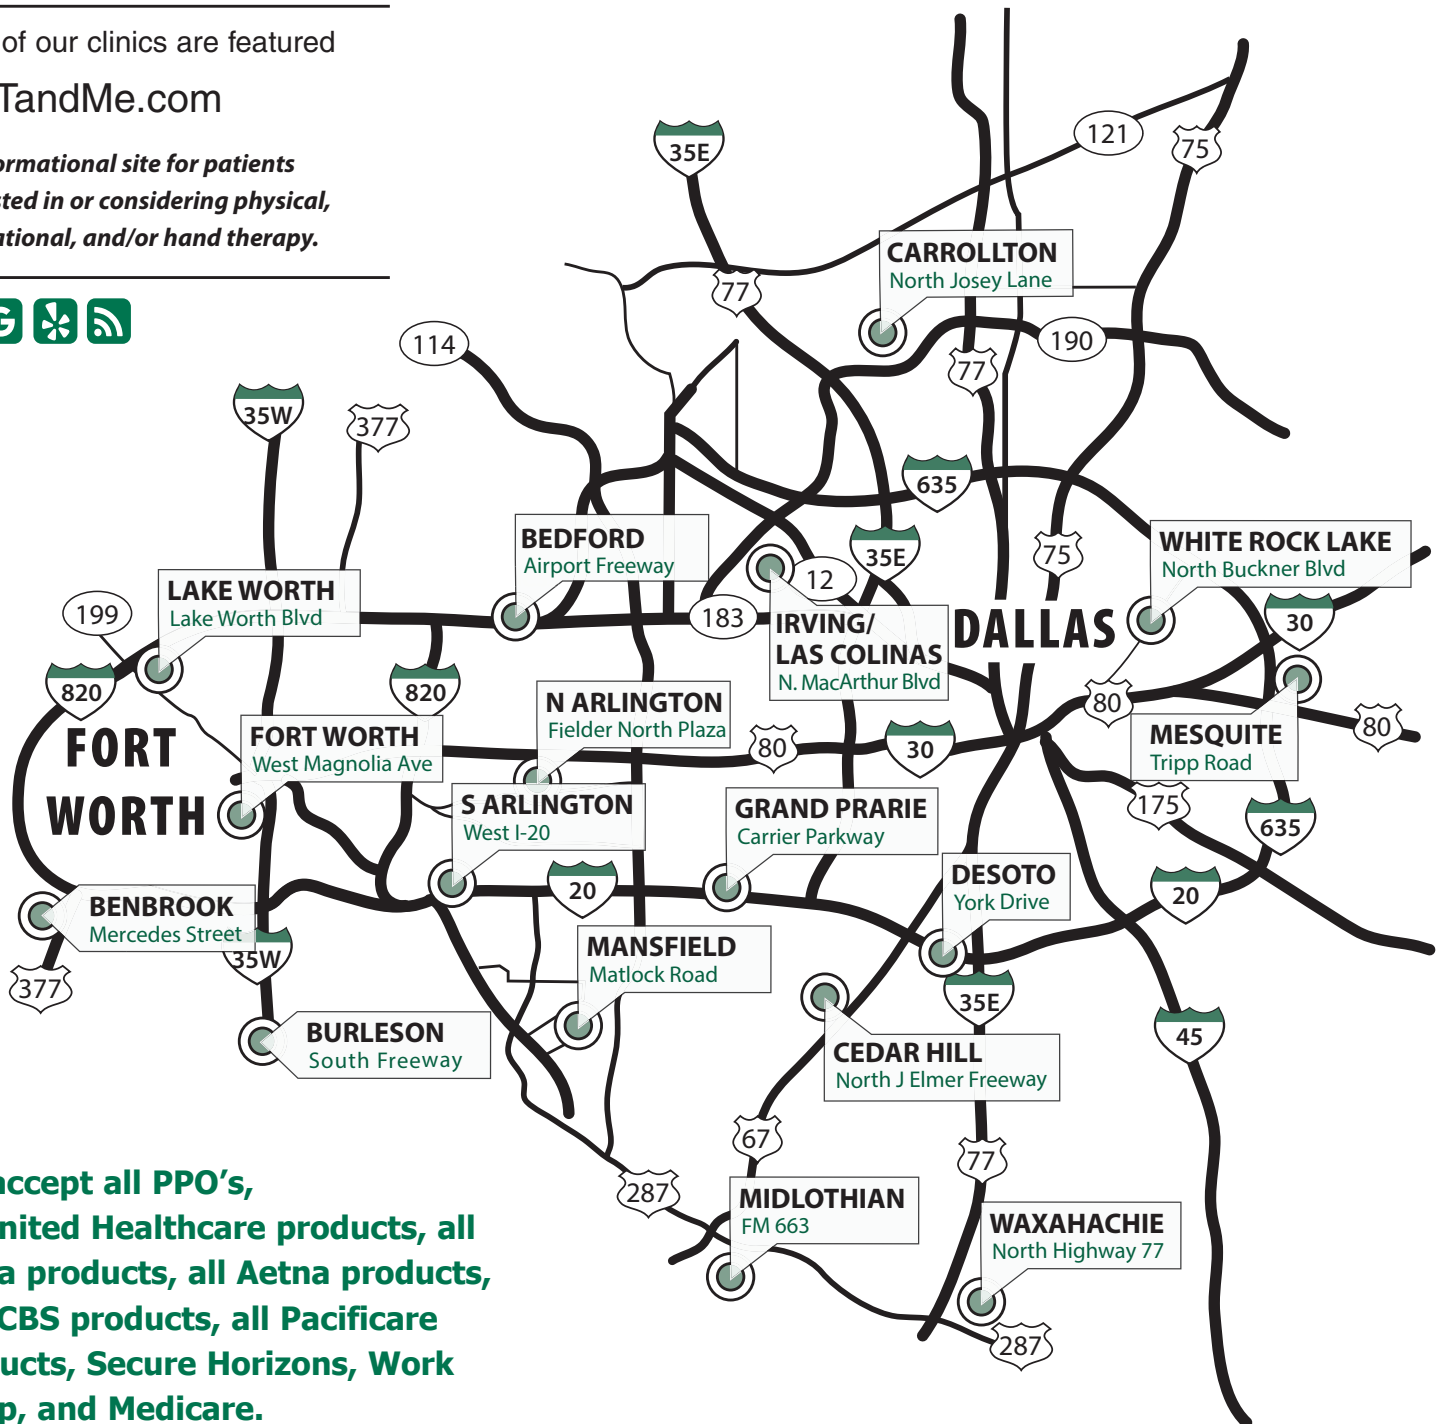 of our clinics are featured
TandMe.com
ormational site for patients
sted in or considering physical,
ational, and/or hand therapy.
121
35E
75
CARROLLTON
North Josey Lane
77
114
190
77
35W
377
635
BEDFORD
Airport Freeway
35E
75
WHITE ROCK LAKE
North Buckner Blvd
LAKE WORTH
Lake Worth Blvd
12
199
183
IRVING/
LAS COLINAS
N. MacArthur Blvd
DALLAS
30
820
820
N ARLINGTON
Fielder North Plaza
80
FORT
WORTH
FORT WORTH
West Magnolia Ave
80
30
MESQUITE
Tripp Road
80
S ARLINGTON
West I-20
GRAND PRARIE
Carrier Parkway
175
635
20
DESOTO
York Drive
20
BENBROOK
Mercedes Street
35W
377
MANSFIELD
Matlock Road
35E
BURLESON
South Freeway
CEDAR HILL
North J Elmer Freeway
45
67
77
accept all PPO's,
nited Healthcare products, all
a products, all Aetna products,
CBS products, all Pacificare
ucts, Secure Horizons, Work
p, and Medicare.
287
MIDLOTHIAN
FM 663
WAXAHACHIE
North Highway 77
287